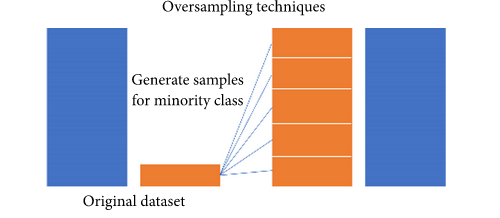 Oversampling techniques
Generate samples
for minority class
Original dataset